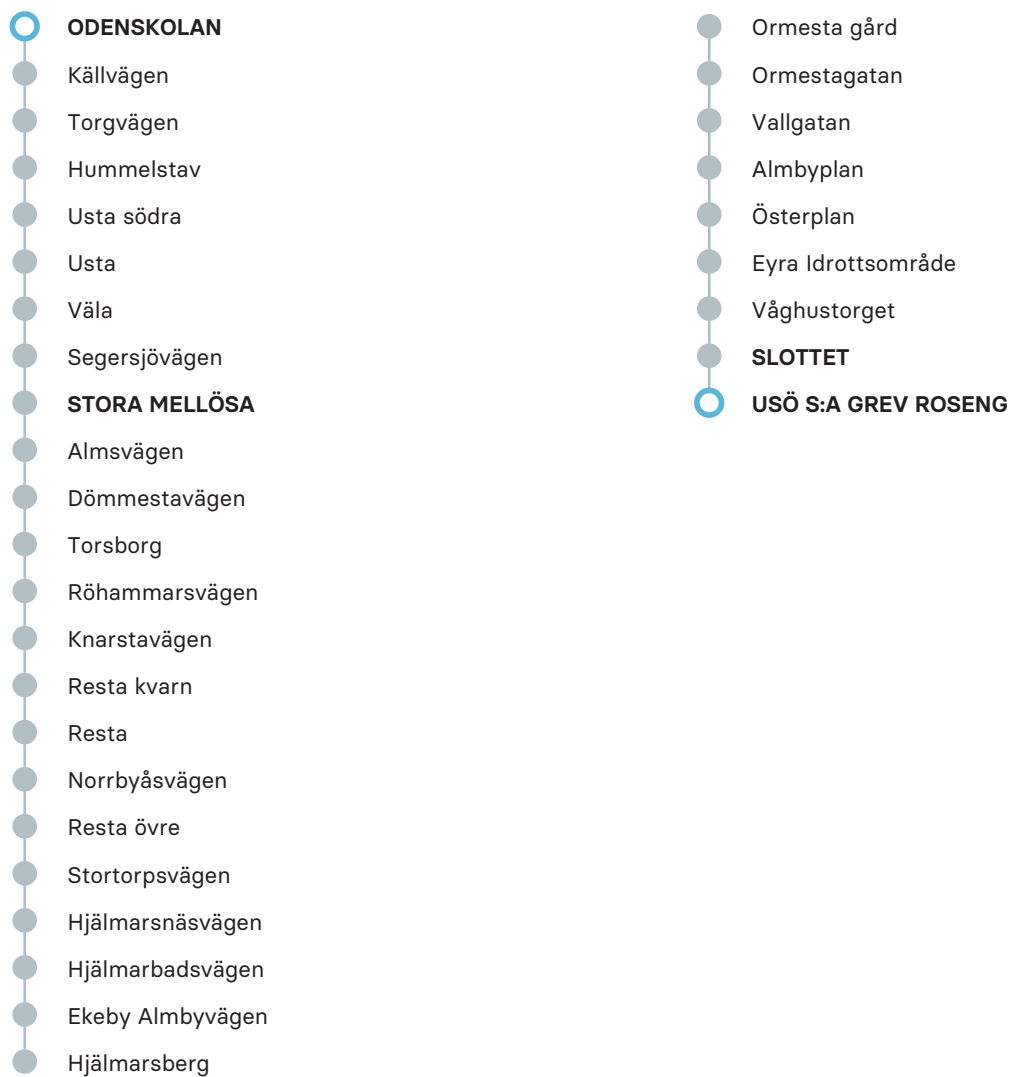 ODENSKOLAN
Källvägen
Torgvägen
Hummelstav
Usta södra
Usta
Väla
Segersjövägen
STORA MELLÖSA
Almsvägen
Dömmestavägen
Torsborg
Röhammarsvägen
Knarstavägen
Resta kvarn
Resta
Norrbyåsvägen
Resta övre
Stortorpsvägen
Hjälmarsnäsvägen
Hjälmarbadsvägen
Ekeby Almbyvägen
Hjälmarsberg
Ormesta gård
Ormestagatan
Vallgatan
Almbyplan
Österplan
Eyra Idrottsområde
Våghustorget
SLOTTET
USÖ S:A GREV ROSENG